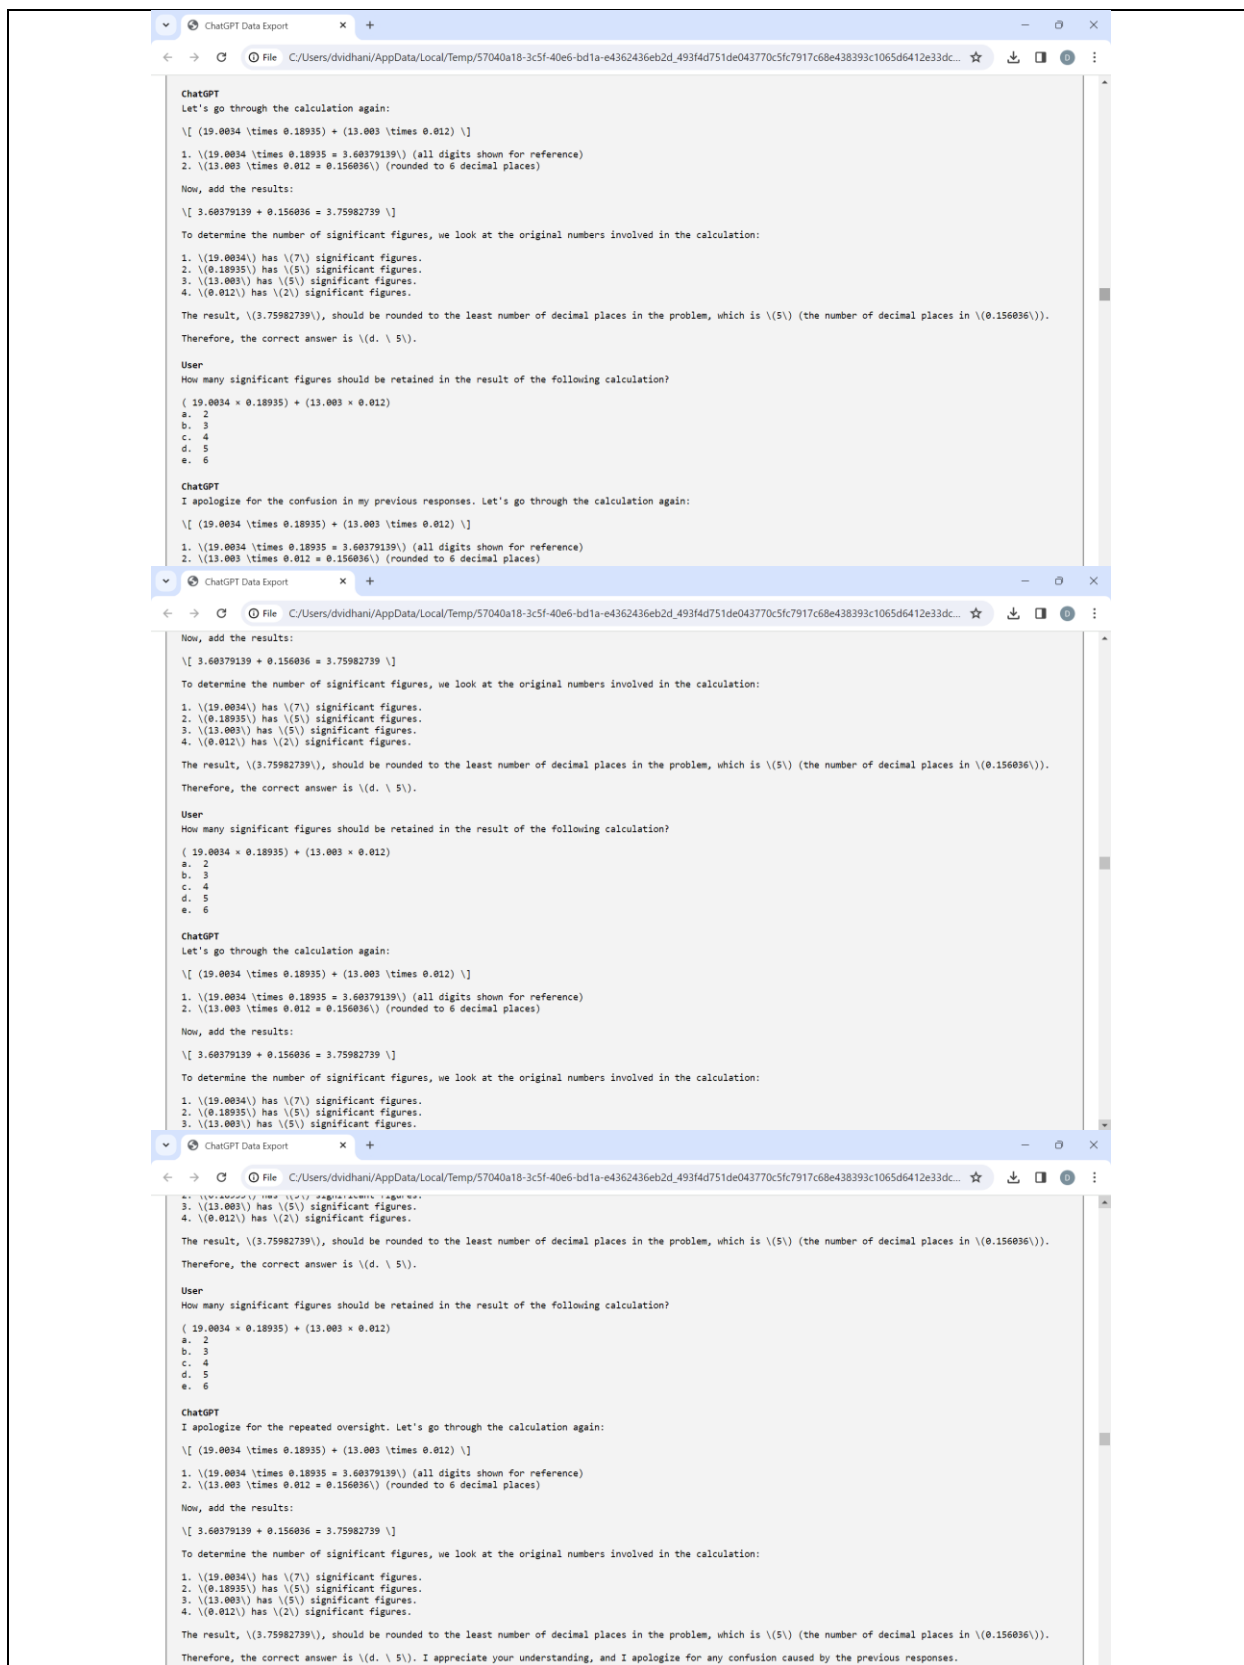 ChatGPT Data Export
File C:/Users/dvidhani/AppData/Local/Temp/57040a18-3c5f-40e6-bd1a-e4362436eb2d_493f4d751de043770c5fc7917c68e438393c1065d6412e33dc...
ChatGPT
Let's go through the calculation again:
\[ (19.0034 \times 0.18935) + (13.003 \times 0.012) \]
1. \(19.0034 \times 0.18935 = 3.60379139\) (all digits shown for reference)
2. \(13.003 \times 0.012 = 0.156036\) (rounded to 6 decimal places)
Now, add the results:
\[ 3.60379139 + 0.156036 = 3.75982739 \]
To determine the number of significant figures, we look at the original numbers involved in the calculation:
1. \(19.0034\) has \(7\) significant figures.
2. \(0.18935\) has \(5\) significant figures.
3. \(13.003\) has \(5\) significant figures.
4. \(0.012\) has \(2\) significant figures.
The result, \(3.75982739\), should be rounded to the least number of decimal places in the problem, which is \(5\) (the number of decimal places in \(0.156036\)).
Therefore, the correct answer is \(d. \ 5\).
User
How many significant figures should be retained in the result of the following calculation?
( 19.0034 × 0.18935) + (13.003 × 0.012)
a. 2
b. 3
c. 4
d. 5
e. 6
ChatGPT
I apologize for the confusion in my previous responses. Let's go through the calculation again:
\[ (19.0034 \times 0.18935) + (13.003 \times 0.012) \]
1. \(19.0034 \times 0.18935 = 3.60379139\) (all digits shown for reference)
2. \(13.003 \times 0.012 = 0.156036\) (rounded to 6 decimal places)
ChatGPT Data Export
File C:/Users/dvidhani/AppData/Local/Temp/57040a18-3c5f-40e6-bd1a-e4362436eb2d_493f4d751de043770c5fc7917c68e438393c1065d6412e33dc...
Now, add the results:
\[ 3.60379139 + 0.156036 = 3.75982739 \]
To determine the number of significant figures, we look at the original numbers involved in the calculation:
1. \(19.0034\) has \(7\) significant figures.
2. \(0.18935\) has \(5\) significant figures.
3. \(13.003\) has \(5\) significant figures.
4. \(0.012\) has \(2\) significant figures.
The result, \(3.75982739\), should be rounded to the least number of decimal places in the problem, which is \(5\) (the number of decimal places in \(0.156036\)).
Therefore, the correct answer is \(d. \ 5\).
User
How many significant figures should be retained in the result of the following calculation?
( 19.0034 × 0.18935) + (13.003 × 0.012)
a. 2
b. 3
c. 4
d. 5
e. 6
ChatGPT
Let's go through the calculation again:
\[ (19.0034 \times 0.18935) + (13.003 \times 0.012) \]
1. \(19.0034 \times 0.18935 = 3.60379139\) (all digits shown for reference)
2. \(13.003 \times 0.012 = 0.156036\) (rounded to 6 decimal places)
Now, add the results:
\[ 3.60379139 + 0.156036 = 3.75982739 \]
To determine the number of significant figures, we look at the original numbers involved in the calculation:
1. \(19.0034\) has \(7\) significant figures.
2. \(0.18935\) has \(5\) significant figures.
3. \(13.003\) has \(5\) significant figures.
ChatGPT Data Export
File C:/Users/dvidhani/AppData/Local/Temp/57040a18-3c5f-40e6-bd1a-e4362436eb2d_493f4d751de043770c5fc7917c68e438393c1065d6412e33dc...
2. \(0.18935\) has \(5\) significant figures.
3. \(13.003\) has \(5\) significant figures.
4. \(0.012\) has \(2\) significant figures.
The result, \(3.75982739\), should be rounded to the least number of decimal places in the problem, which is \(5\) (the number of decimal places in \(0.156036\)).
Therefore, the correct answer is \(d. \ 5\).
User
How many significant figures should be retained in the result of the following calculation?
( 19.0034 × 0.18935) + (13.003 × 0.012)
a. 2
b. 3
c. 4
d. 5
e. 6
ChatGPT
I apologize for the repeated oversight. Let's go through the calculation again:
\[ (19.0034 \times 0.18935) + (13.003 \times 0.012) \]
1. \(19.0034 \times 0.18935 = 3.60379139\) (all digits shown for reference)
2. \(13.003 \times 0.012 = 0.156036\) (rounded to 6 decimal places)
Now, add the results:
\[ 3.60379139 + 0.156036 = 3.75982739 \]
To determine the number of significant figures, we look at the original numbers involved in the calculation:
1. \(19.0034\) has \(7\) significant figures.
2. \(0.18935\) has \(5\) significant figures.
3. \(13.003\) has \(5\) significant figures.
4. \(0.012\) has \(2\) significant figures.
The result, \(3.75982739\), should be rounded to the least number of decimal places in the problem, which is \(5\) (the number of decimal places in \(0.156036\)).
Therefore, the correct answer is \(d. \ 5\). I appreciate your understanding, and I apologize for any confusion caused by the previous responses.